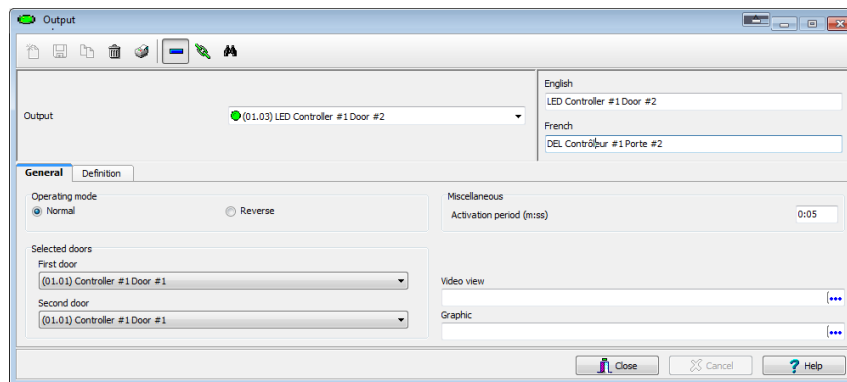 Output
English
LED Controller #1 Door #2
Output
(01.03) LED Controller #1 Door #2
French
DEL Contrôleur #1 Porte #2
General
Definition
Operating mode
Normal
Reverse
Miscellaneous
Activation period (m:ss)
0:05
Selected doors
First door
(01.01) Controller #1 Door #1
Second door
(01.01) Controller #1 Door #1
Video view
Graphic
Close
Cancel
Help